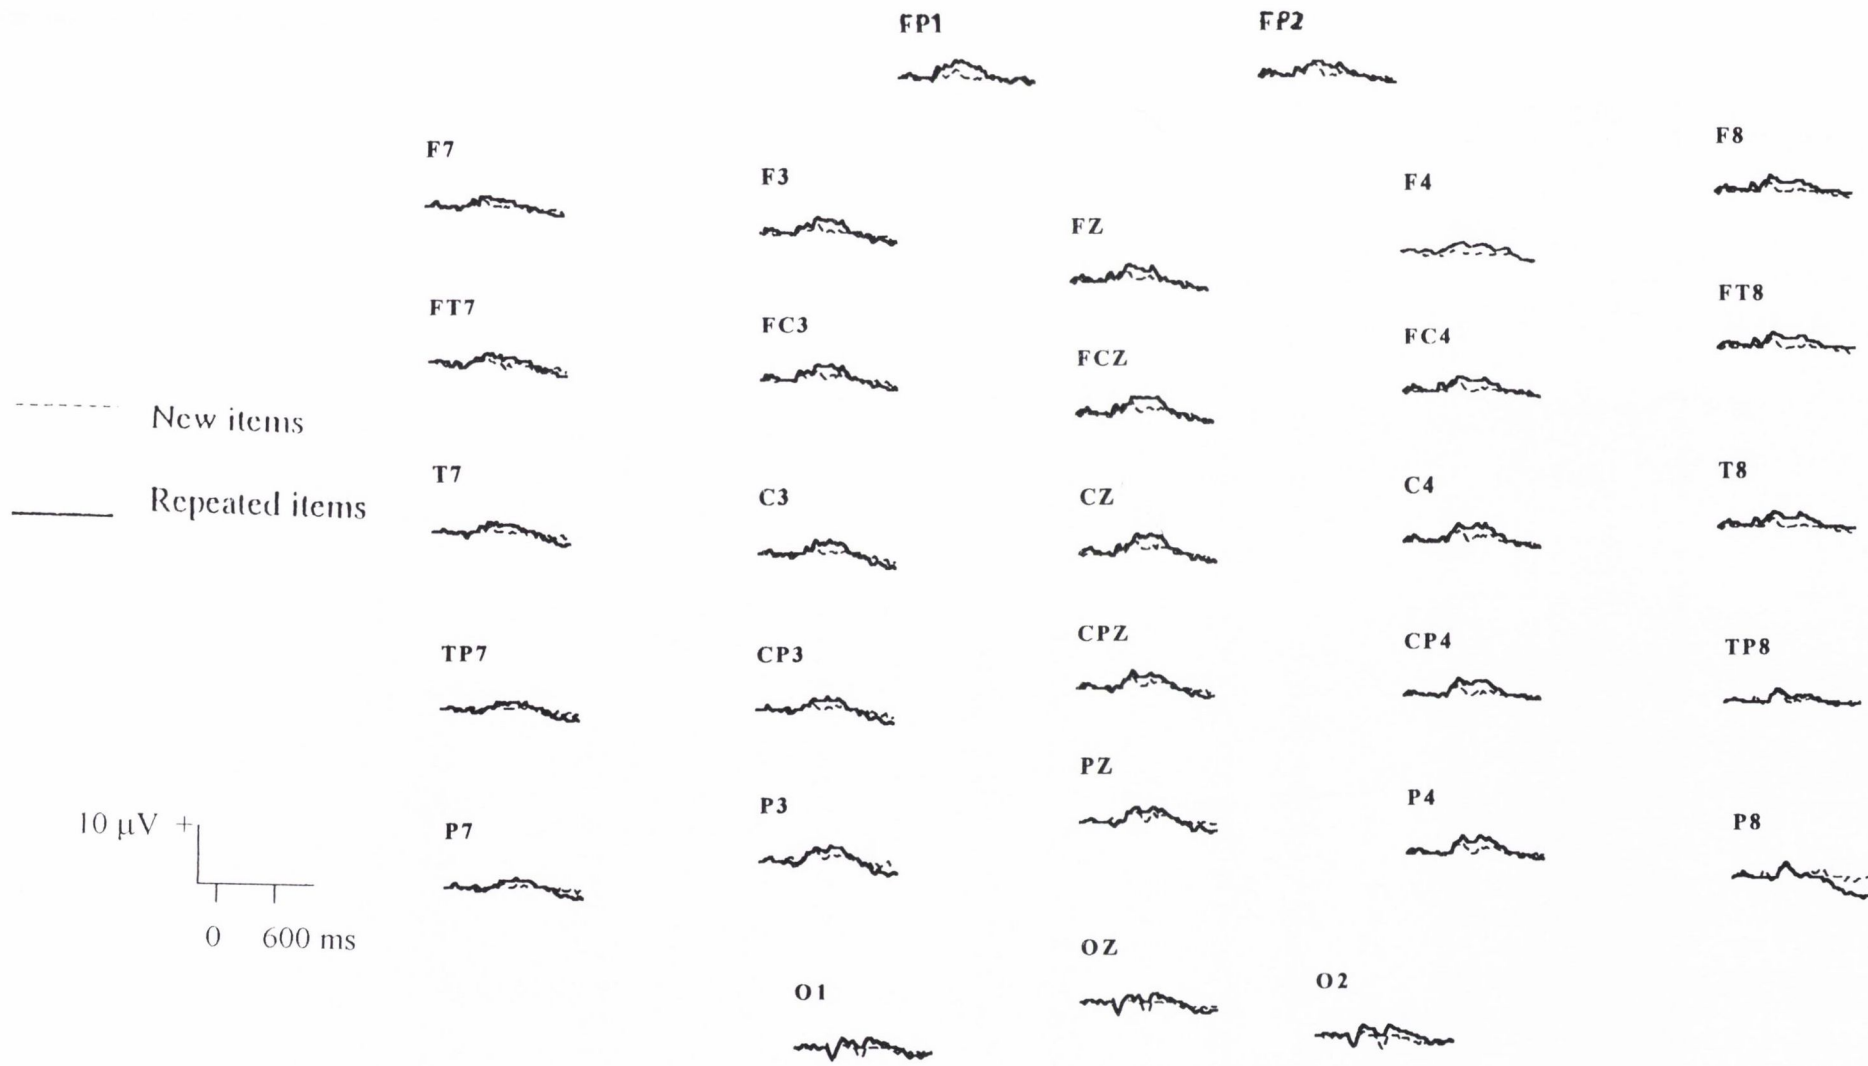 FP1 FP2
F7 F3 FZ F4 F8
FT7 FC3 FCZ FC4 FT8
New items
Repeated items
T7 C3 CZ C4 T8
TP7 CP3 CPZ CP4 TP8
P7 P3 PZ P4 P8
10 µV +
0 600 ms
O1 OZ O2